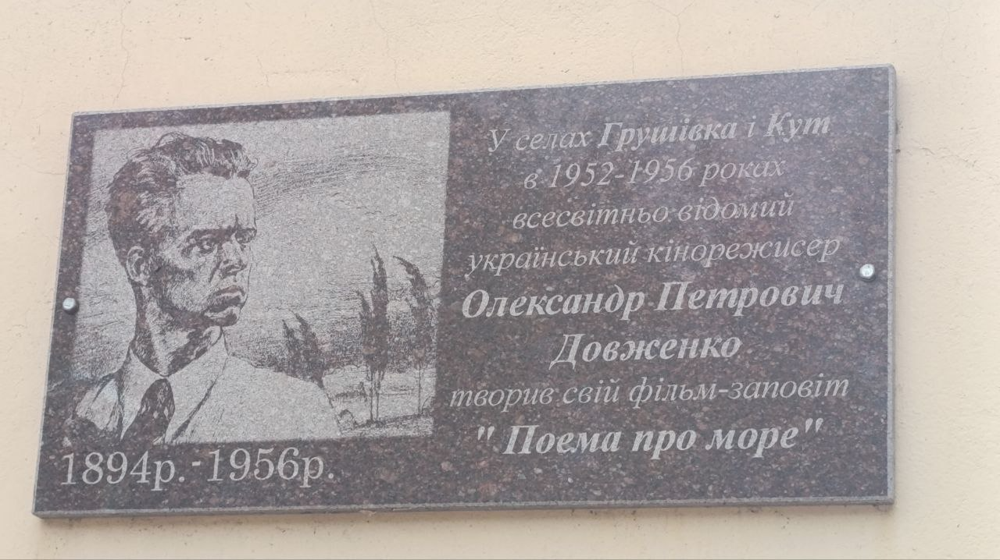 У селах Грушівка і Кут
в 1952-1956 роках
всесвітньо відомий
український кінорежисер
Олександр Петрович
Довженко
творив свій фільм-заповіт
" Поема про море"
1894р.-1956р.